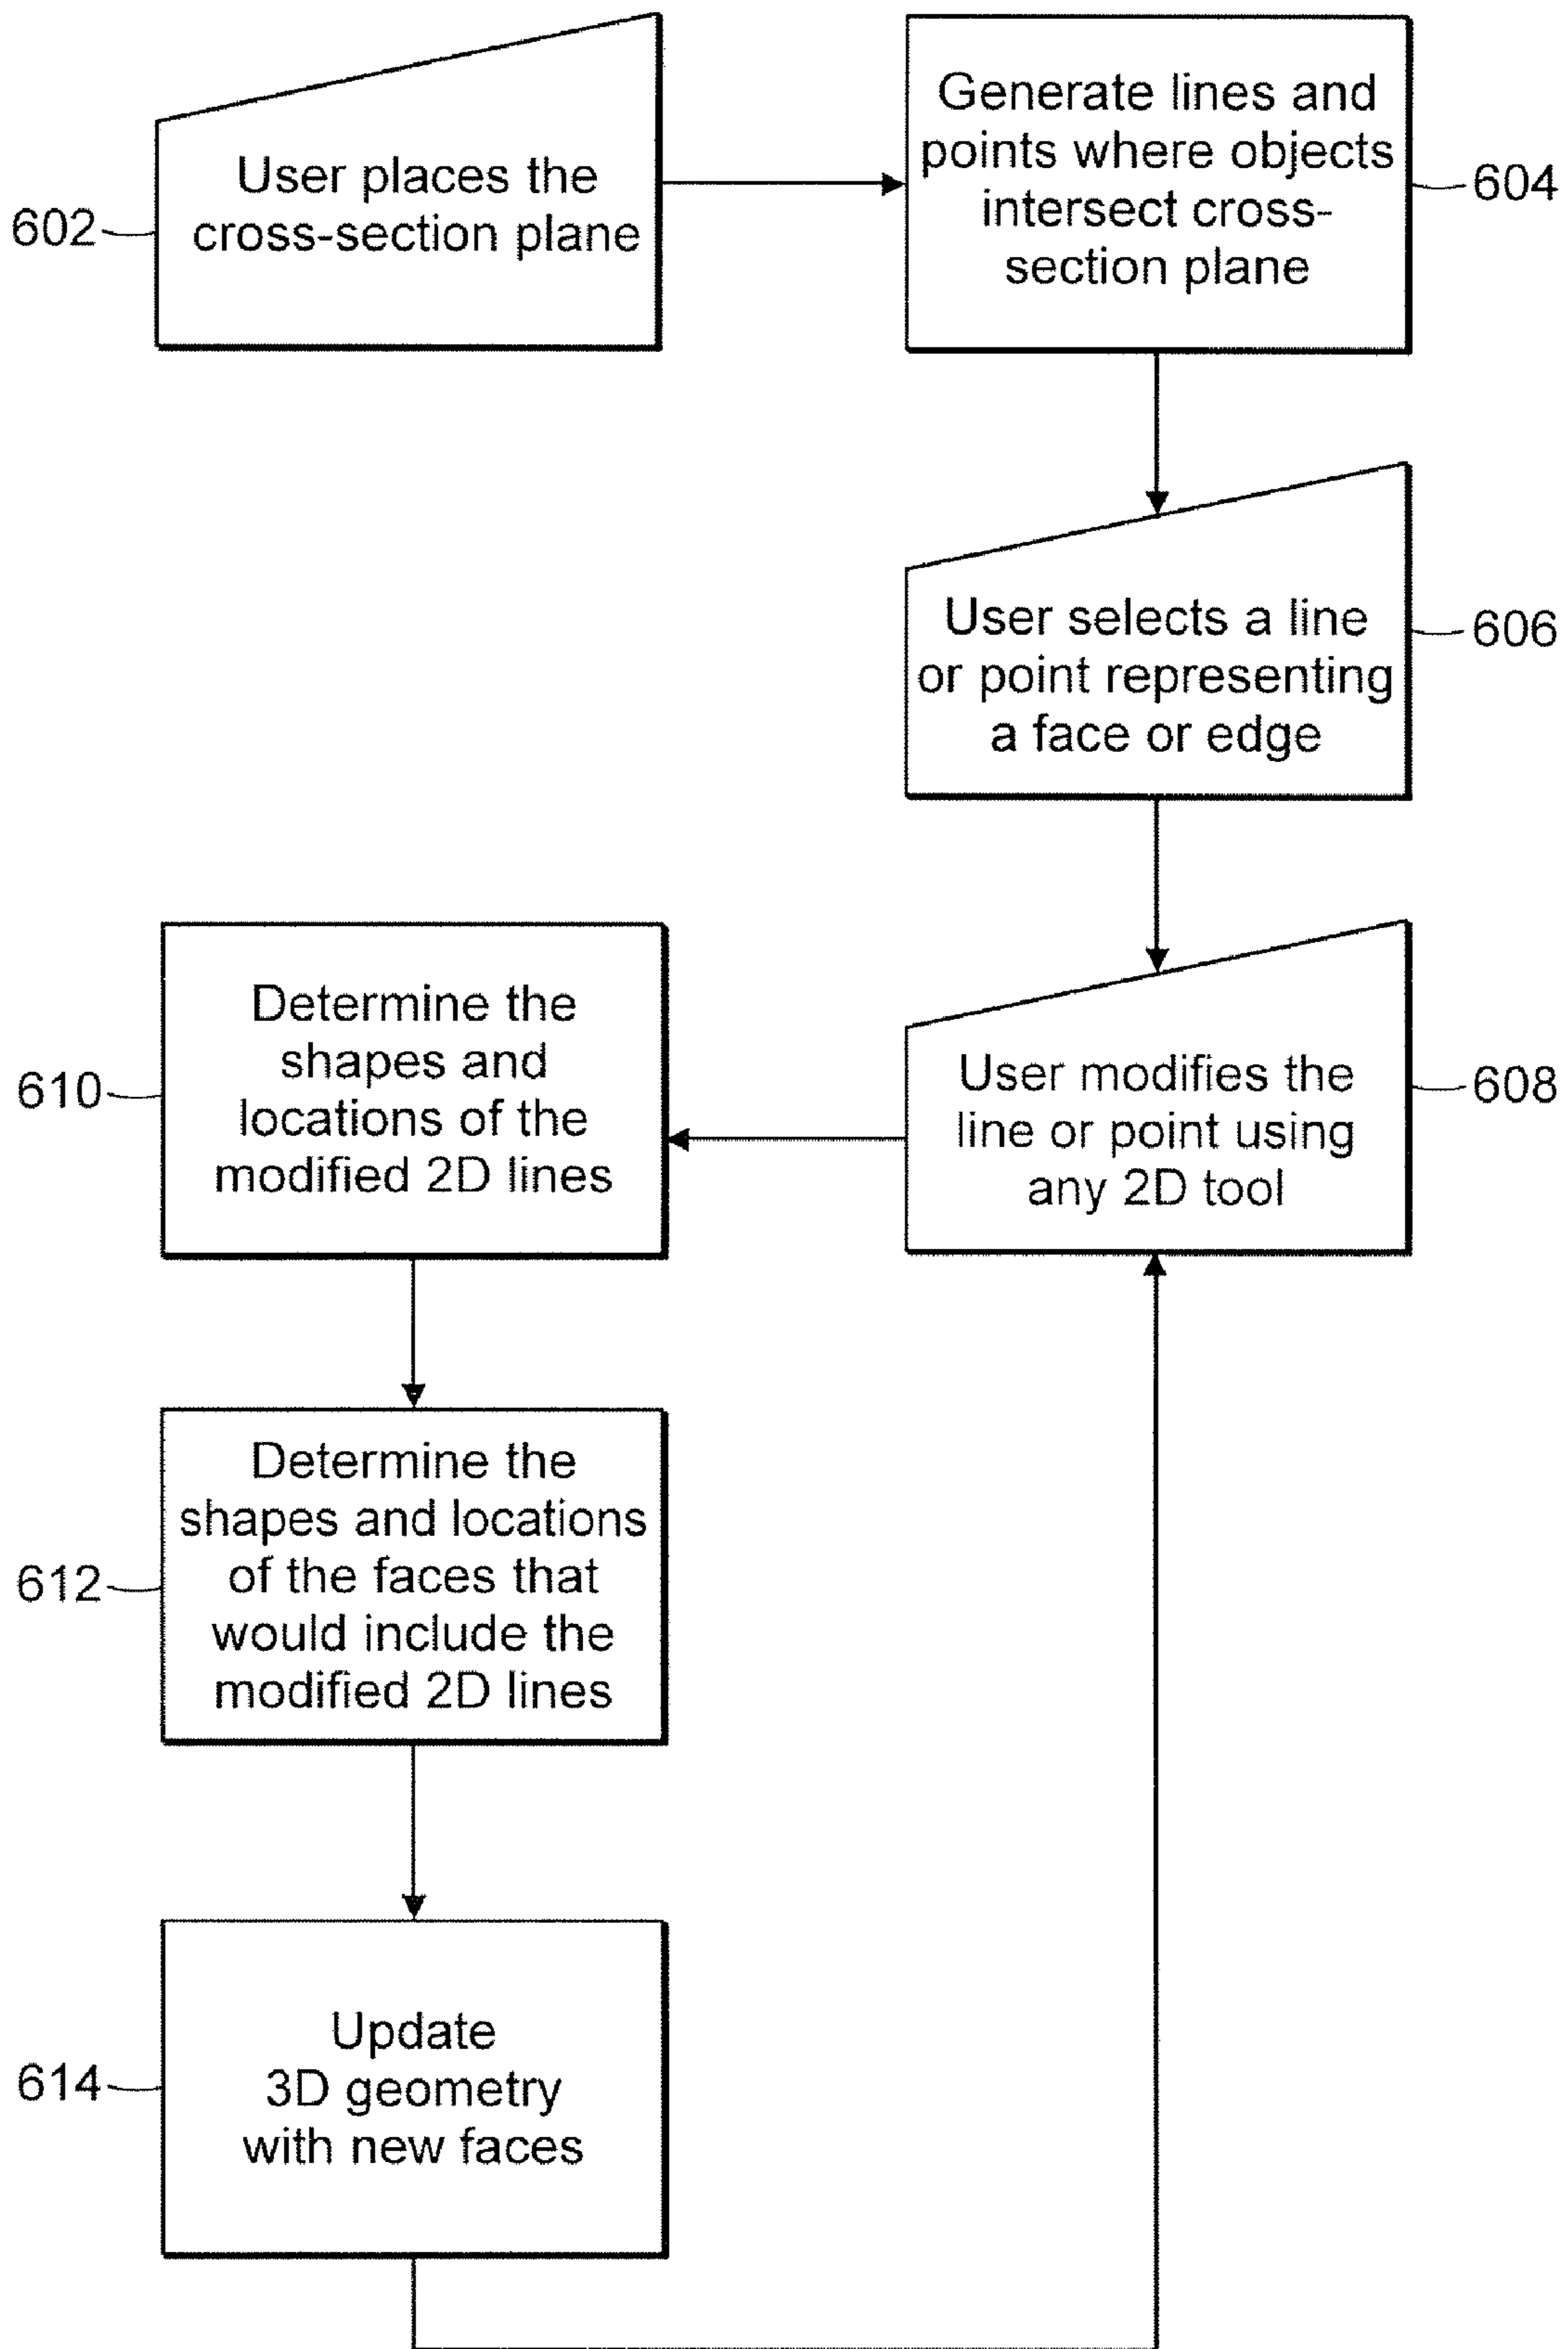 User places the
cross-section plane
602
Generate lines and
points where objects
intersect cross-
section plane
604
User selects a line
or point representing
a face or edge
606
User modifies the
line or point using
any 2D tool
608
Determine the
shapes and
locations of the
modified 2D lines
610
Determine the
shapes and locations
of the faces that
would include the
modified 2D lines
612
Update
3D geometry
with new faces
614